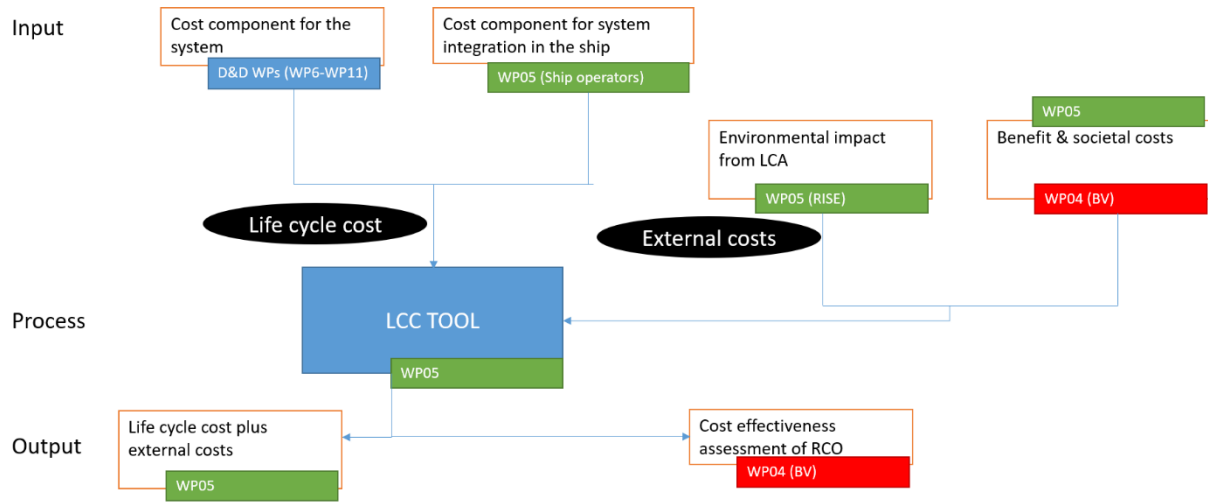 Input
Cost component for the
system
D&D WPs (WP6-WP11)
Cost component for system
integration in the ship
WP05 (Ship operators)
Environmental impact
from LCA
WP05 (RISE)
WP05
Benefit & societal costs
WP04 (BV)
Life cycle cost
External costs
Process
LCC TOOL
WP05
Output
Life cycle cost plus
external costs
WP05
Cost effectiveness
assessment of RCO
WP04 (BV)